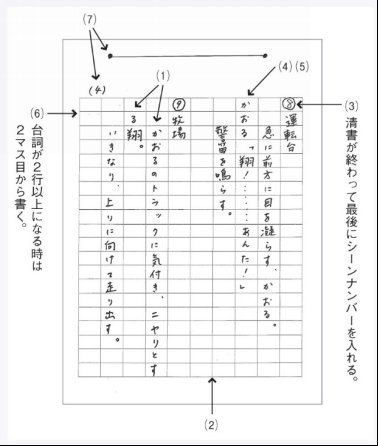 (7)
(3)
清書が終わって最後にシーンナンバーを入れる。
(4)(5)
(1)
⑧ 運転台
急に前方に目を凝らす、かおる。
かおる「翔！……あんた！」
警笛を鳴らす。
⑨ 牧場
かおるのトラックに気付き、ニヤリとす
る翔。
いきなり、上りに向けて走り出す。
(4)
(6)
台詞が２行以上になる時は
２マス目から書く。
(2)